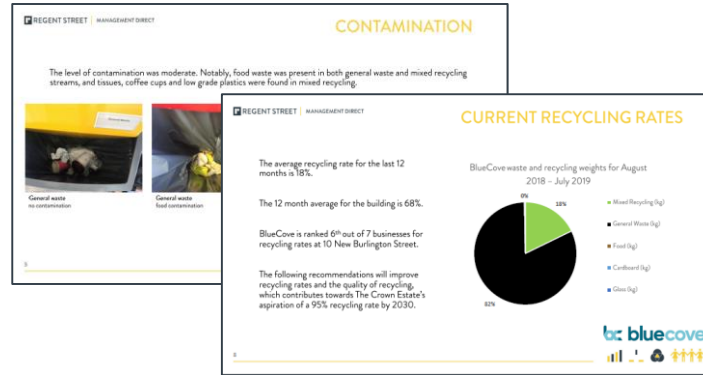 REGENT STREET | MANAGEMENT DIRECT
CONTAMINATION
The level of contamination was moderate. Notably, food waste was present in both general waste and mixed recycling
streams, and tissues, coffee cups and low grade plastics were found in mixed recycling.
General waste
no contamination
General waste
food contamination
REGENT STREET | MANAGEMENT DIRECT
CURRENT RECYCLING RATES
The average recycling rate for the last 12
months is 18%.
The 12 month average for the building is 68%.
BlueCove is ranked 6th out of 7 businesses for
recycling rates at 10 New Burlington Street.
The following recommendations will improve
recycling rates and the quality of recycling,
which contributes towards The Crown Estate's
aspiration of a 95% recycling rate by 2030.
BlueCove waste and recycling weights for August
2018 – July 2019
0%
18%
82%
Mixed Recycling (kg)
General Waste (kg)
Food (kg)
Cardboard (kg)
Glass (kg)
bc bluecove